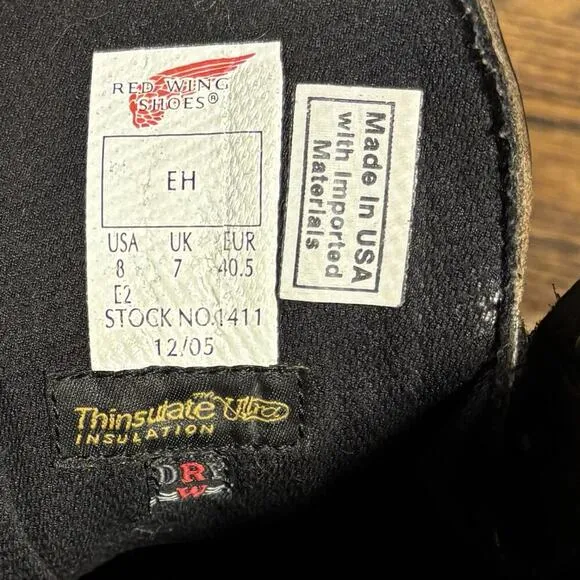 RED WING
SHOES®
EH
USA UK EUR
8 7 40.5
E2
STOCK NO.1411
12/05
Made in USA
with Imported
Materials
Thinsulate™ Ultra
INSULATION
DRY
W